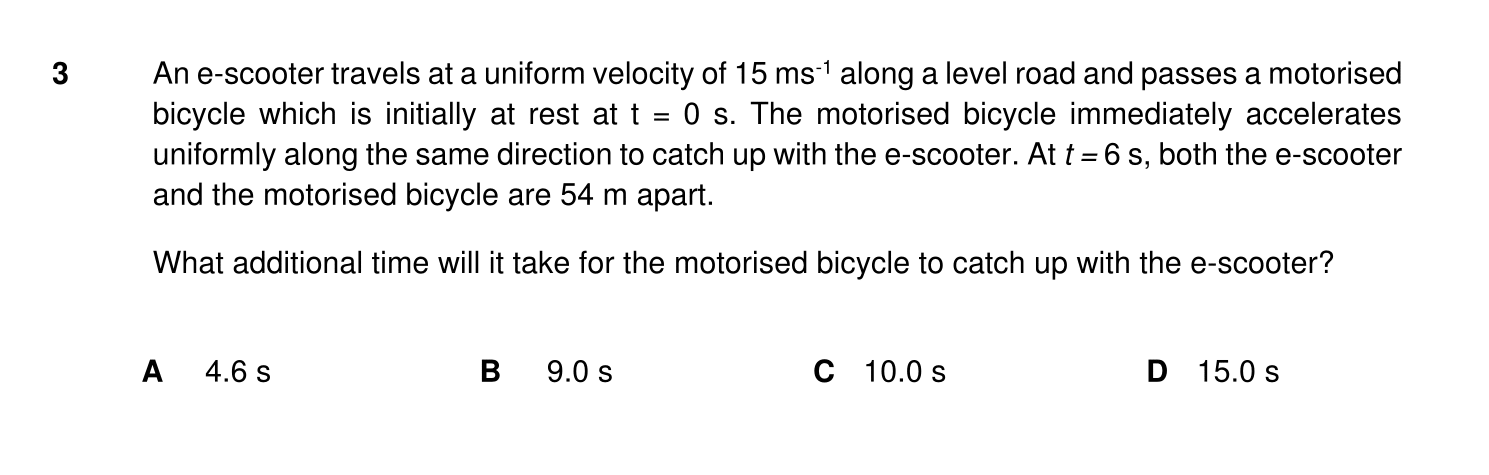 3 An e-scooter travels at a uniform velocity of 15 ms⁻¹ along a level road and passes a motorised
bicycle which is initially at rest at t = 0 s. The motorised bicycle immediately accelerates
uniformly along the same direction to catch up with the e-scooter. At t = 6 s, both the e-scooter
and the motorised bicycle are 54 m apart.
What additional time will it take for the motorised bicycle to catch up with the e-scooter?
A 4.6 s B 9.0 s C 10.0 s D 15.0 s